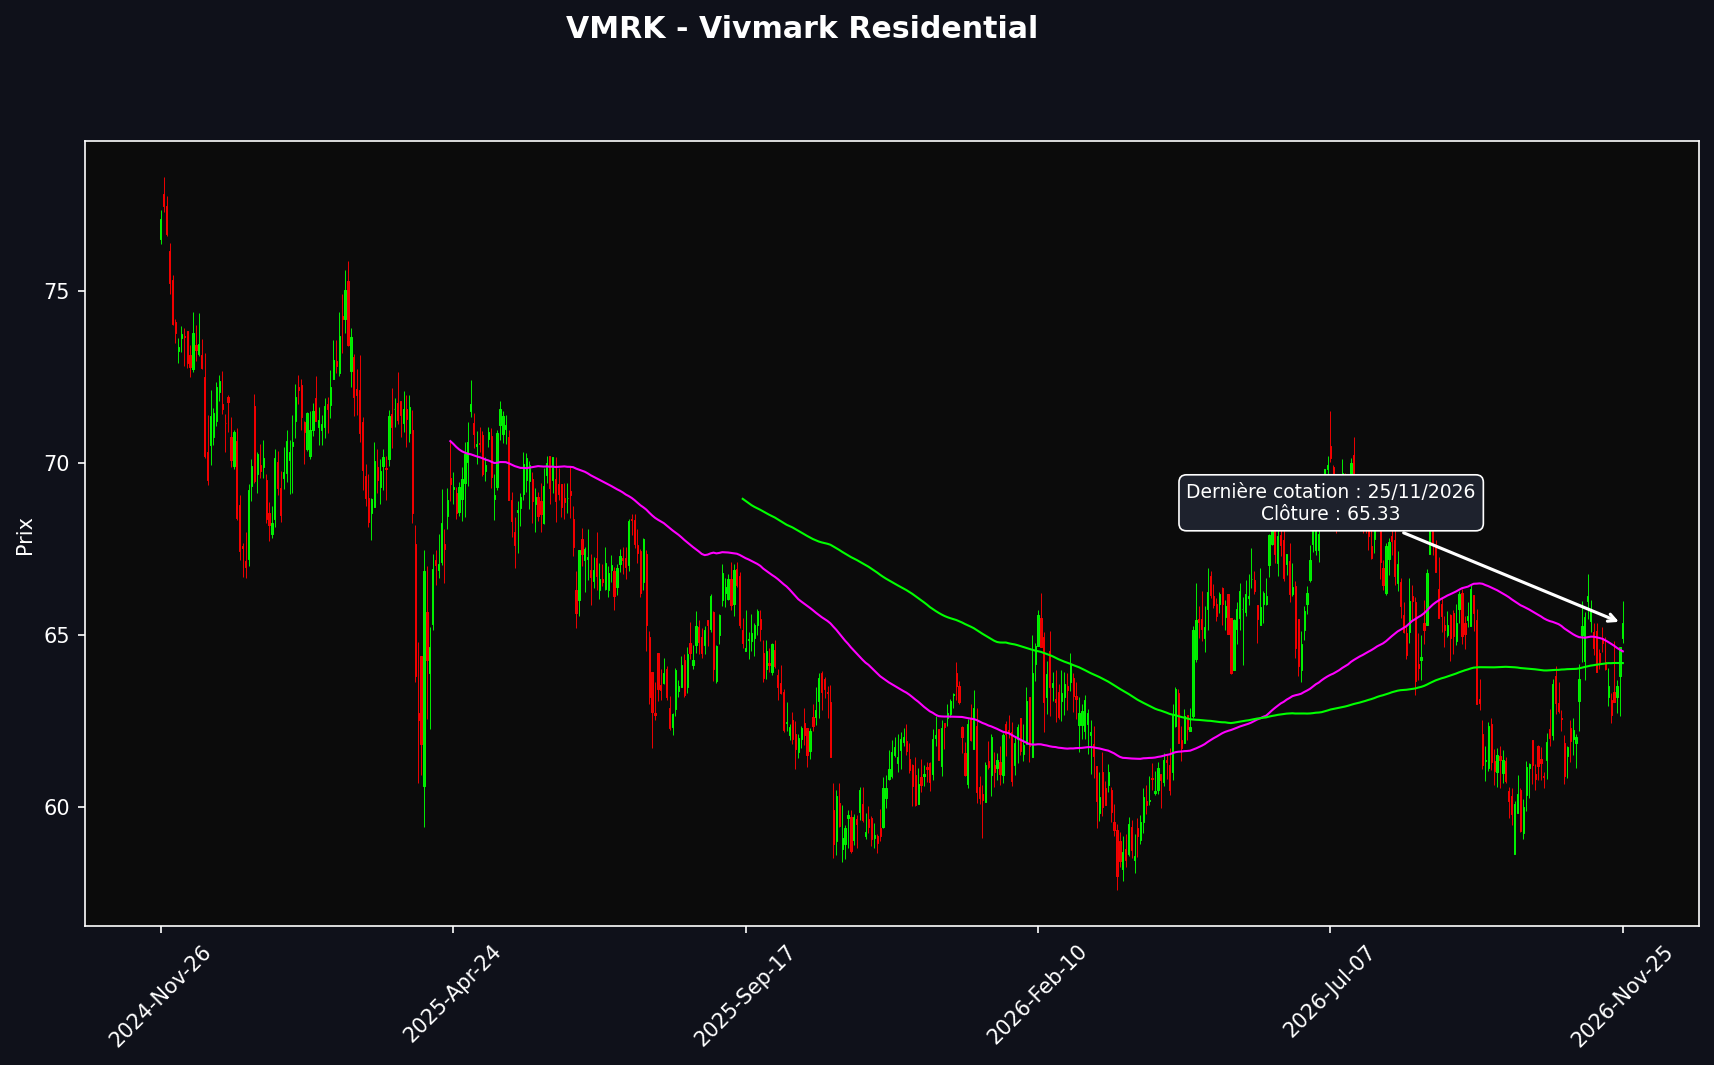 VMRK - Vivmark Residential
Prix
75
70
65
60
Dernière cotation : 25/11/2026
Clôture : 65.33
2024-Nov-26
2025-Apr-24
2025-Sep-17
2026-Feb-10
2026-Jul-07
2026-Nov-25